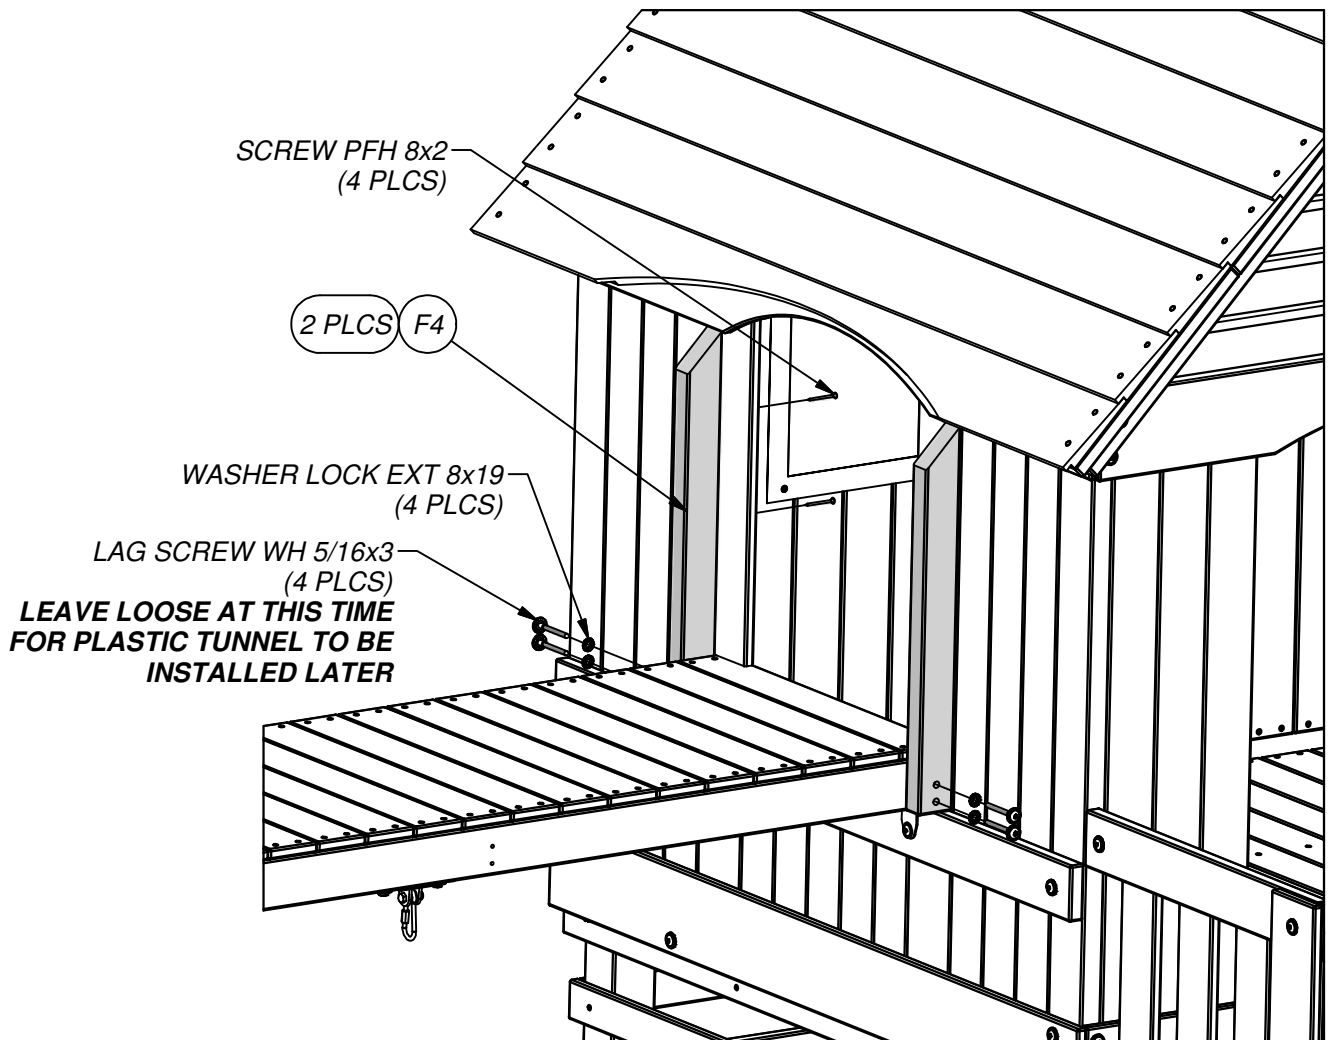 SCREW PFH 8x2
(4 PLCS)
2 PLCS F4
WASHER LOCK EXT 8x19
(4 PLCS)
LAG SCREW WH 5/16x3
(4 PLCS)
LEAVE LOOSE AT THIS TIME
FOR PLASTIC TUNNEL TO BE
INSTALLED LATER